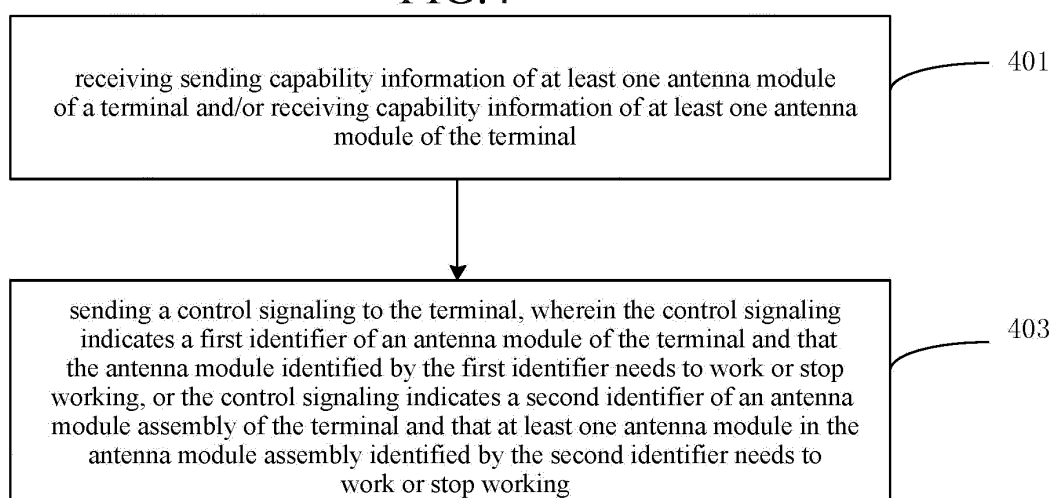 receiving sending capability information of at least one antenna module
of a terminal and/or receiving capability information of at least one antenna
module of the terminal
401
sending a control signaling to the terminal, wherein the control signaling
indicates a first identifier of an antenna module of the terminal and that
the antenna module identified by the first identifier needs to work or stop
working, or the control signaling indicates a second identifier of an antenna
module assembly of the terminal and that at least one antenna module in the
antenna module assembly identified by the second identifier needs to
work or stop working
403